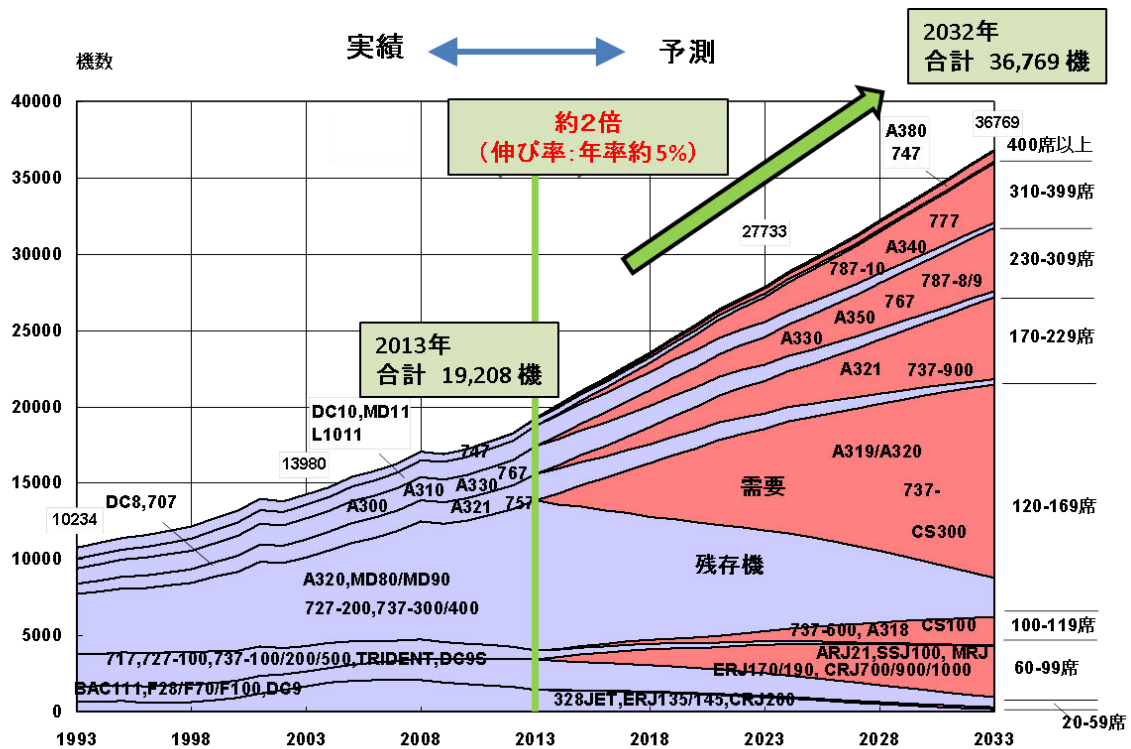 実績
予測
2032年
合計 36,769 機
機数
約２倍
（伸び率：年率約5%）
A380
747
36769
400席以上
310-399席
230-309席
170-229席
120-169席
100-119席
60-99席
20-59席
40000
35000
30000
25000
20000
15000
10000
5000
0
27733
777
A340
787-10
787-8/9
767
A350
A330
A321
737-900
2013年
合計 19,208 機
DC10,MD11
L1011
13980
747
767
A330
A310
A321
757
A300
DC8,707
10234
A319/A320
需要
737-
CS300
残存機
A320,MD80/MD90
727-200,737-300/400
CS100
737-600, A318
ARJ21,SSJ100, MRJ
717,727-100,737-100/200/500,TRIDENT,DC9S
ERJ170/190, CRJ700/900/1000
BAC111,F28/F70/F100,DC9
328JET,ERJ135/145,CRJ200
1993
1998
2003
2008
2013
2018
2023
2028
2033